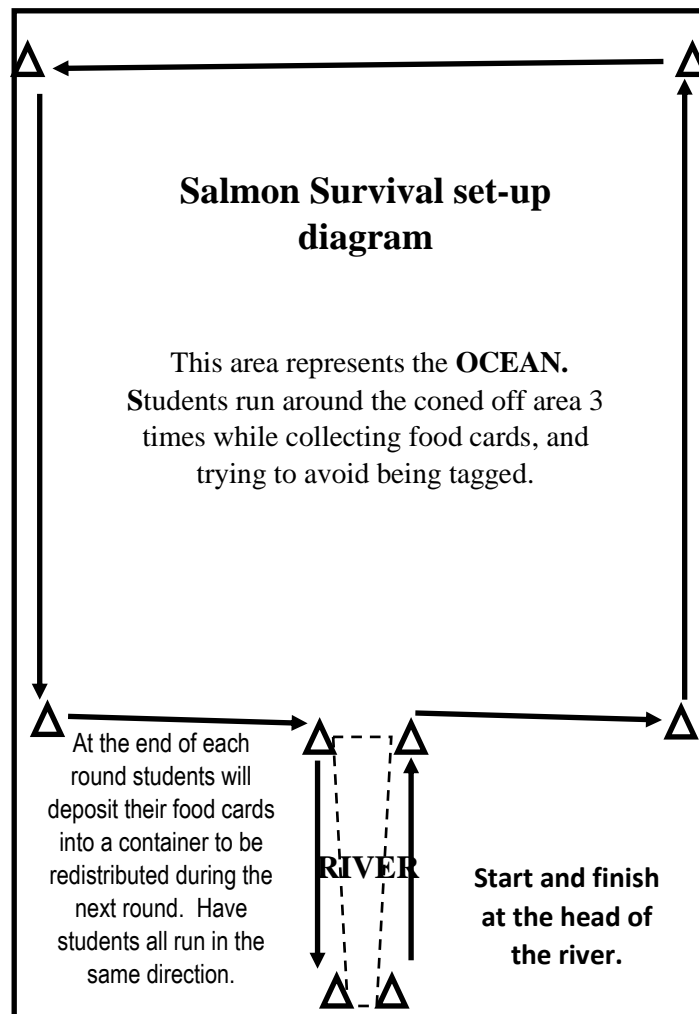 Salmon Survival set-up
diagram
This area represents the OCEAN.
Students run around the coned off area 3
times while collecting food cards, and
trying to avoid being tagged.
At the end of each
round students will
deposit their food cards
into a container to be
redistributed during the
next round. Have
students all run in the
same direction.
RIVER
Start and finish
at the head of
the river.